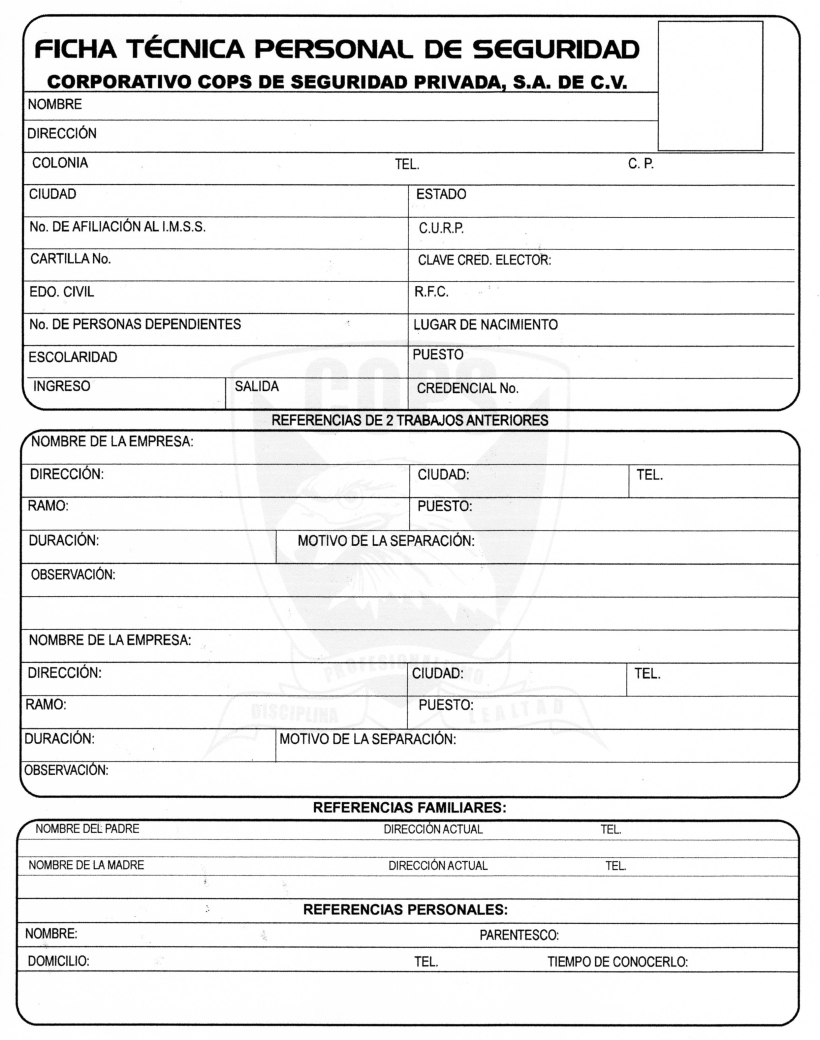 FICHA TÉCNICA PERSONAL DE SEGURIDAD
CORPORATIVO COPS DE SEGURIDAD PRIVADA, S.A. DE C.V.
NOMBRE
DIRECCIÓN
COLONIA TEL. C. P.
CIUDAD ESTADO
No. DE AFILIACIÓN AL I.M.S.S. C.U.R.P.
CARTILLA No. CLAVE CRED. ELECTOR:
EDO. CIVIL R.F.C.
No. DE PERSONAS DEPENDIENTES LUGAR DE NACIMIENTO
ESCOLARIDAD PUESTO
INGRESO SALIDA CREDENCIAL No.
COPS
REFERENCIAS DE 2 TRABAJOS ANTERIORES
NOMBRE DE LA EMPRESA:
DIRECCIÓN: CIUDAD: TEL.
RAMO: PUESTO:
DURACIÓN: MOTIVO DE LA SEPARACIÓN:
OBSERVACIÓN:
NOMBRE DE LA EMPRESA:
DIRECCIÓN: CIUDAD: TEL.
PROFESIONALISMO
RAMO: PUESTO:
DISCIPLINA LEALTAD
DURACIÓN: MOTIVO DE LA SEPARACIÓN:
OBSERVACIÓN:
REFERENCIAS FAMILIARES:
NOMBRE DEL PADRE DIRECCIÓN ACTUAL TEL.
NOMBRE DE LA MADRE DIRECCIÓN ACTUAL TEL.
REFERENCIAS PERSONALES:
NOMBRE: PARENTESCO:
DOMICILIO: TEL. TIEMPO DE CONOCERLO: